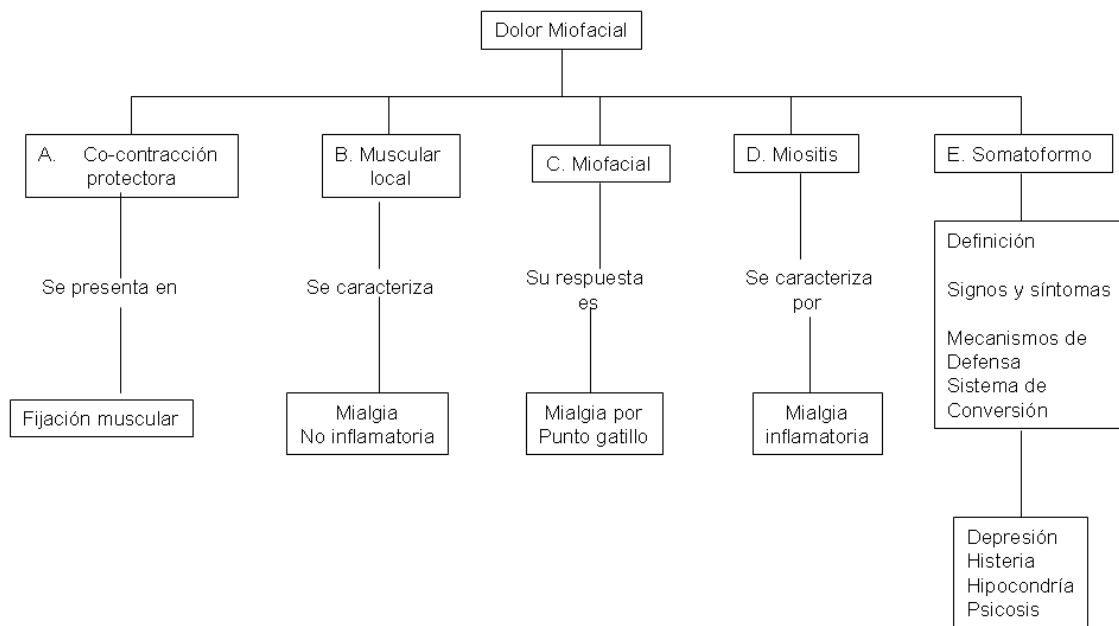 Dolor Miofacial
A. Co-contracción
protectora
B. Muscular
local
C. Miofacial
D. Miositis
E. Somatoformo
Se presenta en
Se caracteriza
Su respuesta
es
Se caracteriza
por
Definición
Signos y síntomas
Mecanismos de
Defensa
Sistema de
Conversión
Fijación muscular
Mialgia
No inflamatoria
Mialgia por
Punto gatillo
Mialgia
inflamatoria
Depresión
Histeria
Hipocondría
Psicosis